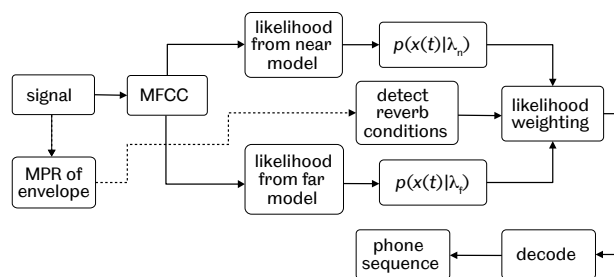 likelihood
from near
model
p(x(t)|λₙ)
signal
MFCC
detect
reverb
conditions
likelihood
weighting
MPR of
envelope
likelihood
from far
model
p(x(t)|λf)
phone
sequence
decode